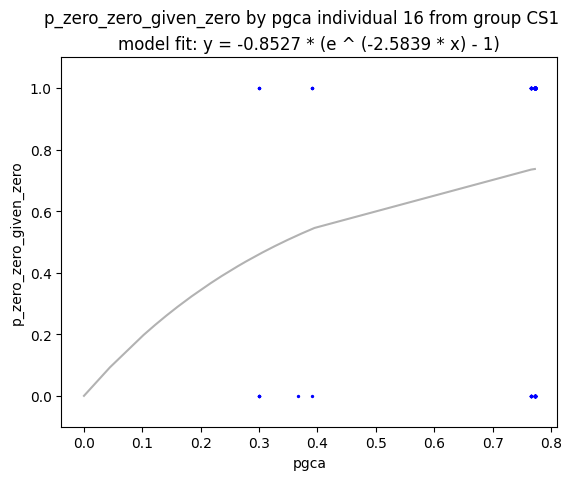 p_zero_zero_given_zero by pgca individual 16 from group CS1
model fit: y = -0.8527 * (e ^ (-2.5839 * x) - 1)
1.0
0.8
0.6
0.4
0.2
0.0
p_zero_zero_given_zero
0.0 0.1 0.2 0.3 0.4 0.5 0.6 0.7 0.8
pgca